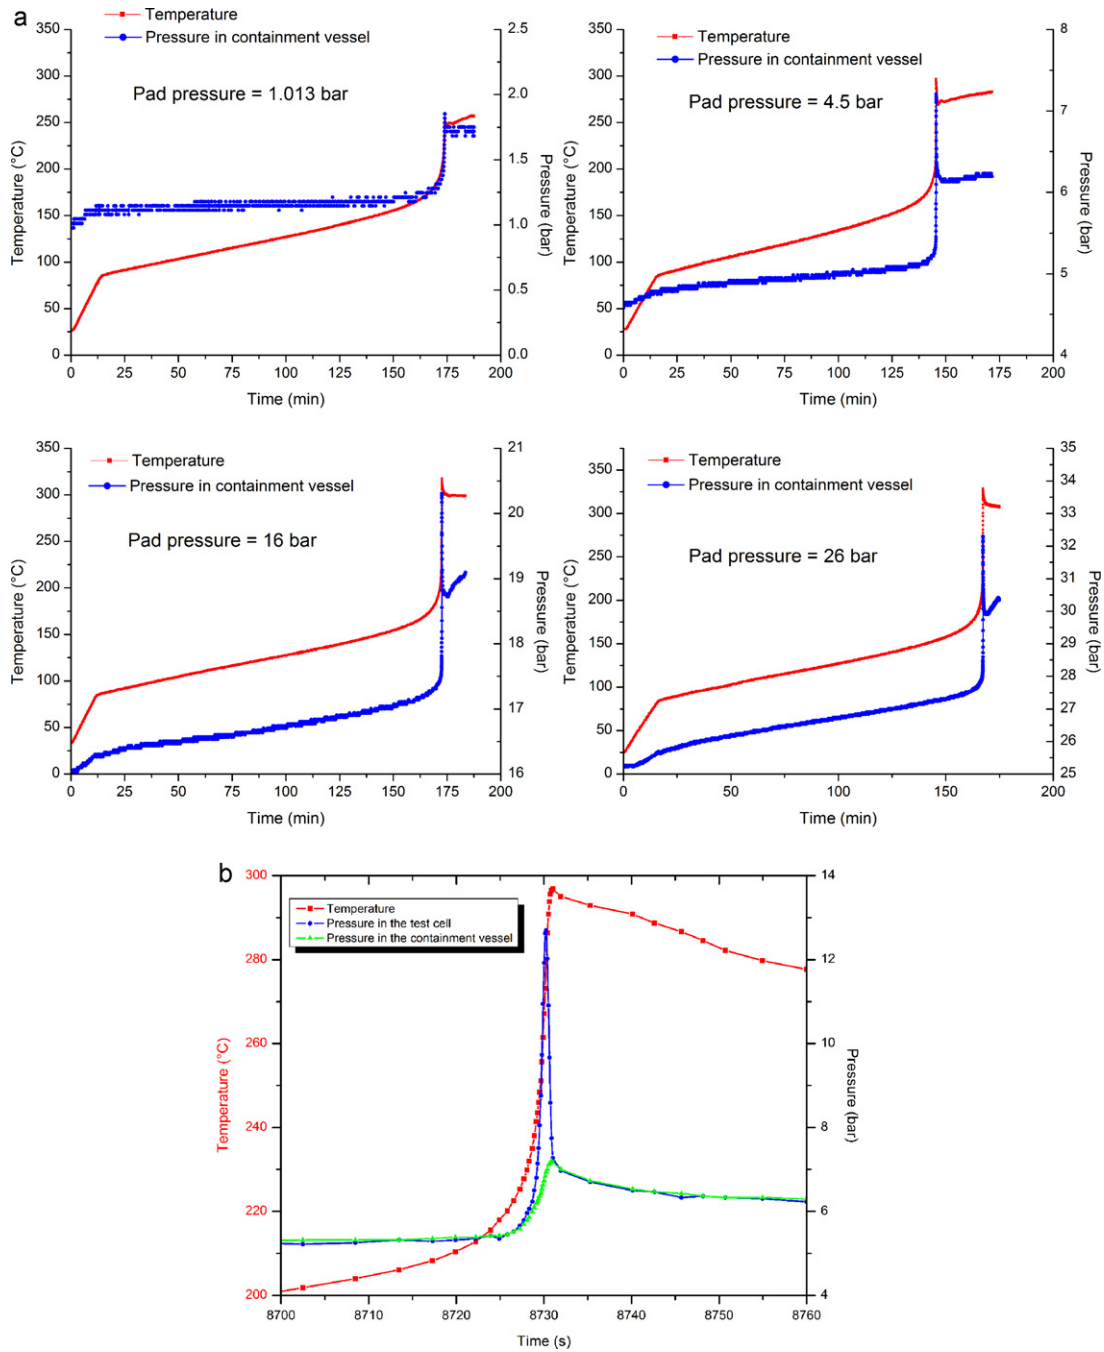 a
Temperature
Pressure in containment vessel
Pad pressure = 1.013 bar
350
300
250
200
150
100
50
0
2.5
2.0
1.5
1.0
0.5
0.0
Temperature (°C)
Pressure (bar)
0 25 50 75 100 125 150 175 200
Time (min)
Temperature
Pressure in containment vessel
Pad pressure = 4.5 bar
350
300
250
200
150
100
50
0
8
7
6
5
4
Temperature (°C)
Pressure (bar)
0 25 50 75 100 125 150 175 200
Time (min)
Temperature
Pressure in containment vessel
Pad pressure = 16 bar
350
300
250
200
150
100
50
0
21
20
19
18
17
16
Temperature (°C)
Pressure (bar)
0 25 50 75 100 125 150 175 200
Time (min)
Temperature
Pressure in containment vessel
Pad pressure = 26 bar
350
300
250
200
150
100
50
0
35
34
33
32
31
30
29
28
27
26
25
Temperature (°C)
Pressure (bar)
0 50 100 150 200
Time (min)
b
Temperature
Pressure in the test cell
Pressure in the containment vessel
300
280
260
240
220
200
14
12
10
8
6
4
Temperature (°C)
Pressure (bar)
8700 8710 8720 8730 8740 8750 8760
Time (s)